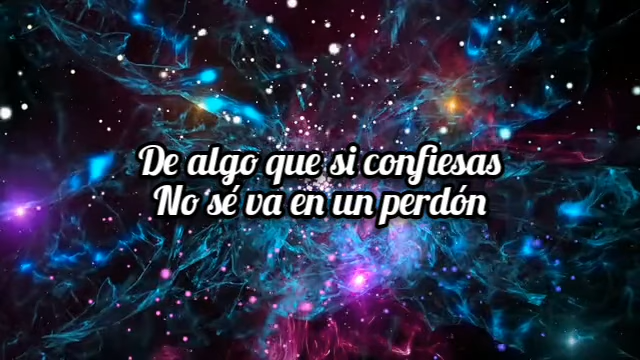 De algo que si confiesas
No sé va en un perdón